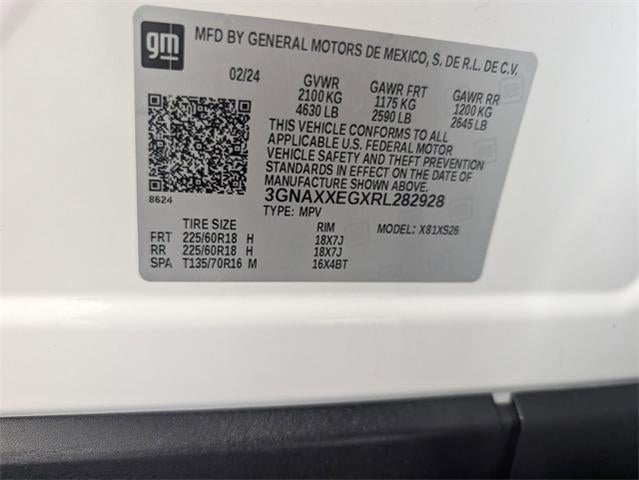 gm
MFD BY GENERAL MOTORS DE MEXICO, S. DE R.L. DE C.V.
02/24 GVWR GAWR FRT GAWR RR
2100 KG 1175 KG 1200 KG
4630 LB 2590 LB 2645 LB
THIS VEHICLE CONFORMS TO ALL
APPLICABLE U.S. FEDERAL MOTOR
VEHICLE SAFETY AND THEFT PREVENTION
STANDARDS IN EFFECT ON THE DATE OF
MANUFACTURE SHOWN ABOVE.
8624 3GNAXXEGXRL282928
TYPE: MPV MODEL: X81XS26
TIRE SIZE RIM
FRT 225/60R18 H 18X7J
RR 225/60R18 H 18X7J
SPA T135/70R16 M 16X4BT